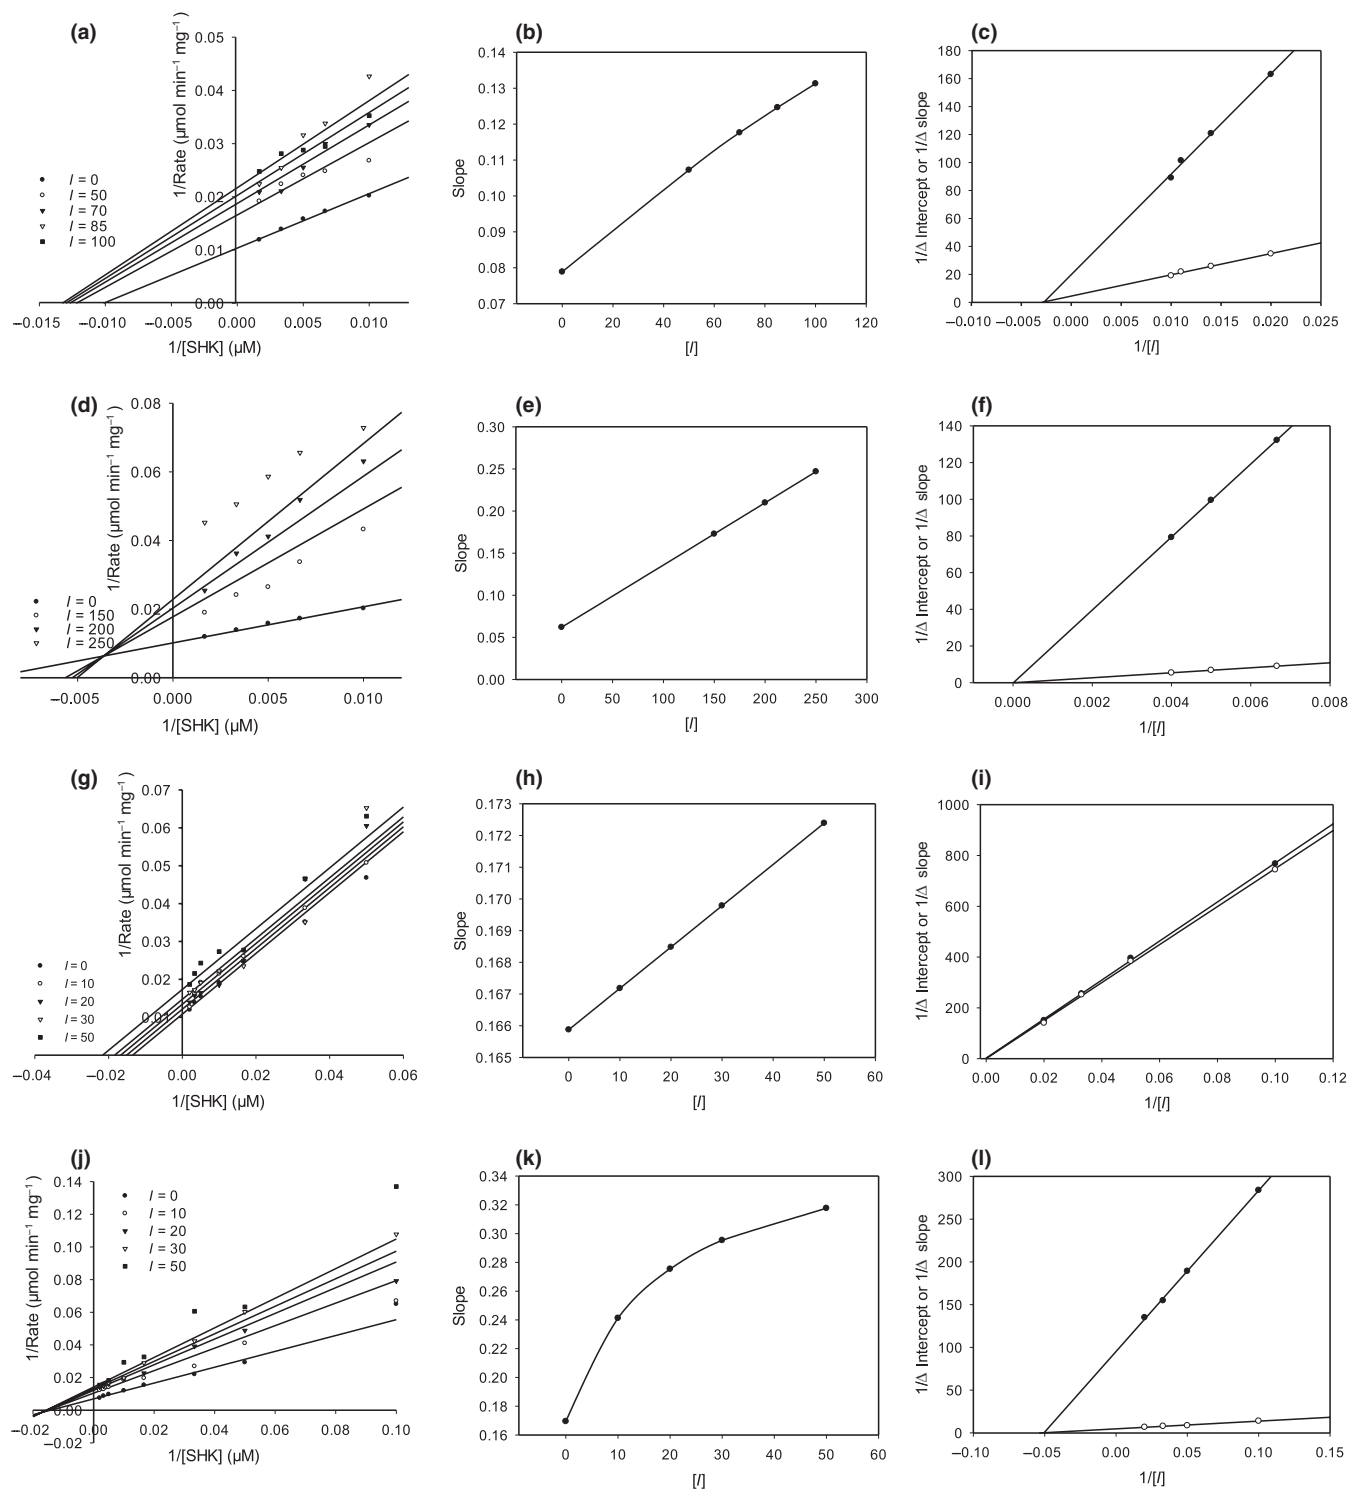 (a)
0.05
0.04
0.03
0.02
0.01
0.00
1/Rate (µmol min⁻¹ mg⁻¹)
I = 0
I = 50
I = 70
I = 85
I = 100
–0.015 –0.010 –0.005 0.000 0.005 0.010
1/[SHK] (µM)
(b)
0.14
0.13
0.12
0.11
0.10
0.09
0.08
0.07
Slope
0 20 40 60 80 100 120
[I]
(c)
180
160
140
120
100
80
60
40
20
0
1/Δ Intercept or 1/Δ slope
–0.010 –0.005 0.000 0.005 0.010 0.015 0.020 0.025
1/[I]
(d)
0.08
0.06
0.04
0.02
0.00
1/Rate (µmol min⁻¹ mg⁻¹)
I = 0
I = 150
I = 200
I = 250
–0.005 0.000 0.005 0.010
1/[SHK] (µM)
(e)
0.30
0.25
0.20
0.15
0.10
0.05
0.00
Slope
0 50 100 150 200 250 300
[I]
(f)
140
120
100
80
60
40
20
0
1/Δ Intercept or 1/Δ slope
0.000 0.002 0.004 0.006 0.008
1/[I]
(g)
0.07
0.06
0.05
0.04
0.03
0.02
0.01
1/Rate (µmol min⁻¹ mg⁻¹)
I = 0
I = 10
I = 20
I = 30
I = 50
–0.04 –0.02 0.00 0.02 0.04 0.06
1/[SHK] (µM)
(h)
0.173
0.172
0.171
0.170
0.169
0.168
0.167
0.166
0.165
Slope
0 10 20 30 40 50 60
[I]
(i)
1000
800
600
400
200
0
1/Δ Intercept or 1/Δ slope
0.00 0.02 0.04 0.06 0.08 0.10 0.12
1/[I]
(j)
0.14
0.12
0.10
0.08
0.06
0.04
0.02
0.00
–0.02
1/Rate (µmol min⁻¹ mg⁻¹)
I = 0
I = 10
I = 20
I = 30
I = 50
–0.02 0.00 0.02 0.04 0.06 0.08 0.10
1/[SHK] (µM)
(k)
0.34
0.32
0.30
0.28
0.26
0.24
0.22
0.20
0.18
0.16
Slope
0 10 20 30 40 50 60
[I]
(l)
300
250
200
150
100
50
0
1/Δ Intercept or 1/Δ slope
–0.10 –0.05 0.00 0.05 0.10 0.15
1/[I]